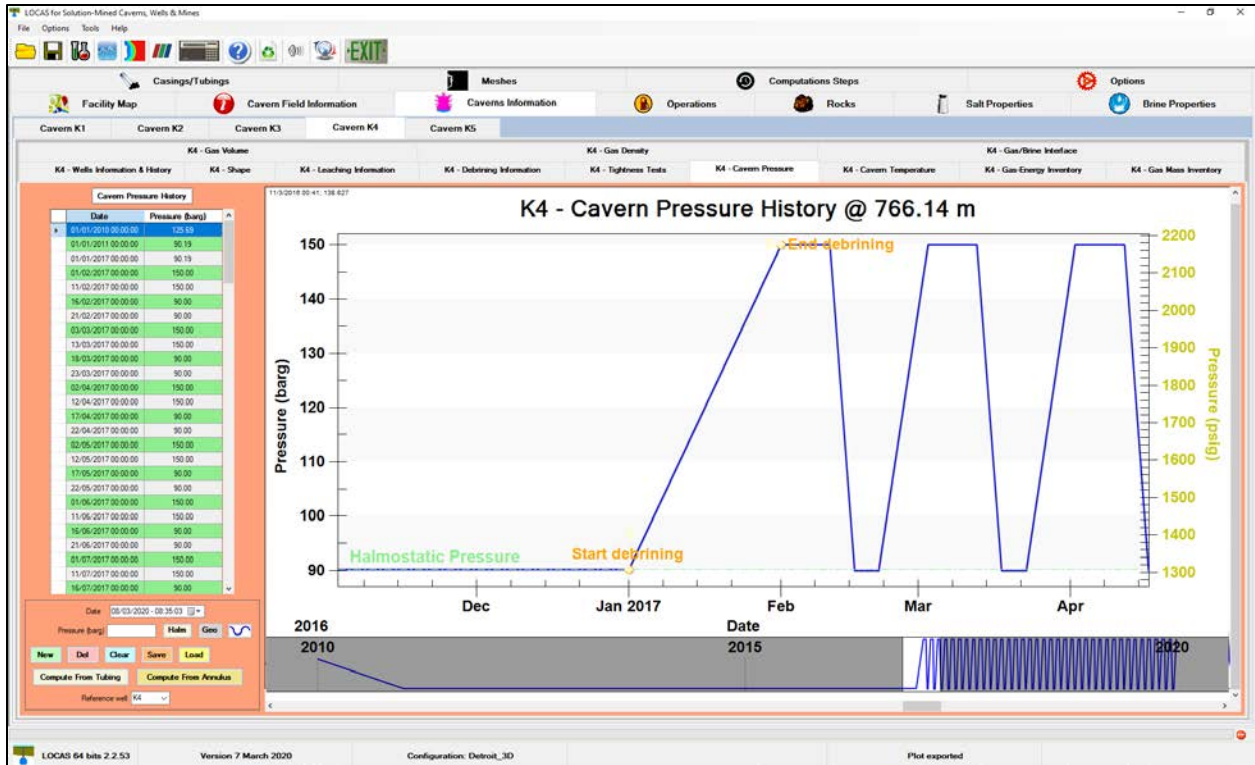 LOCAS for Solution-Mined Caverns, Wells & Mines
File Options Tools Help
EXIT
Casings/Tubings Meshes Computations Steps Options
Facility Map Cavern Field Information Caverns Information Operations Rocks Salt Properties Brine Properties
Cavern K1 Cavern K2 Cavern K3 Cavern K4 Cavern K5
K4 - Gas Volume K4 - Gas Density K4 - Gas/Brine Interface
K4 - Wells Information & History K4 - Shape K4 - Leaching Information K4 - Debrining Information K4 - Tightness Tests K4 - Cavern Pressure K4 - Cavern Temperature K4 - Gas-Energy Inventory K4 - Gas Mass Inventory
Cavern Pressure History
Date Pressure (barg)
01/01/2010 00:00:00 125.69
01/01/2011 00:00:00 90.19
01/01/2017 00:00:00 90.19
01/02/2017 00:00:00 150.00
11/02/2017 00:00:00 150.00
16/02/2017 00:00:00 90.00
21/02/2017 00:00:00 90.00
03/03/2017 00:00:00 150.00
13/03/2017 00:00:00 150.00
18/03/2017 00:00:00 90.00
23/03/2017 00:00:00 90.00
02/04/2017 00:00:00 150.00
12/04/2017 00:00:00 150.00
17/04/2017 00:00:00 90.00
22/04/2017 00:00:00 90.00
02/05/2017 00:00:00 150.00
12/05/2017 00:00:00 150.00
17/05/2017 00:00:00 90.00
22/05/2017 00:00:00 90.00
01/06/2017 00:00:00 150.00
11/06/2017 00:00:00 150.00
16/06/2017 00:00:00 90.00
21/06/2017 00:00:00 90.00
01/07/2017 00:00:00 150.00
11/07/2017 00:00:00 150.00
16/07/2017 00:00:00 90.00
Date 08/03/2020 - 08:35:03
Pressure (barg) Halm Geo
New Del Clear Save Load
Compute From Tubing Compute From Annulus
Reference well K4
11/3/2016 00:41; 138.627
K4 - Cavern Pressure History @ 766.14 m
Pressure (barg)
150
140
130
120
110
100
90
End debrining
Start debrining
Halmostatic Pressure
Pressure (psig)
2200
2100
2000
1900
1800
1700
1600
1500
1400
1300
Dec Jan 2017 Feb Mar Apr
2016 Date
2010 2015 2020
LOCAS 64 bits 2.2.53 Version 7 March 2020 Configuration: Detroit_3D Plot exported